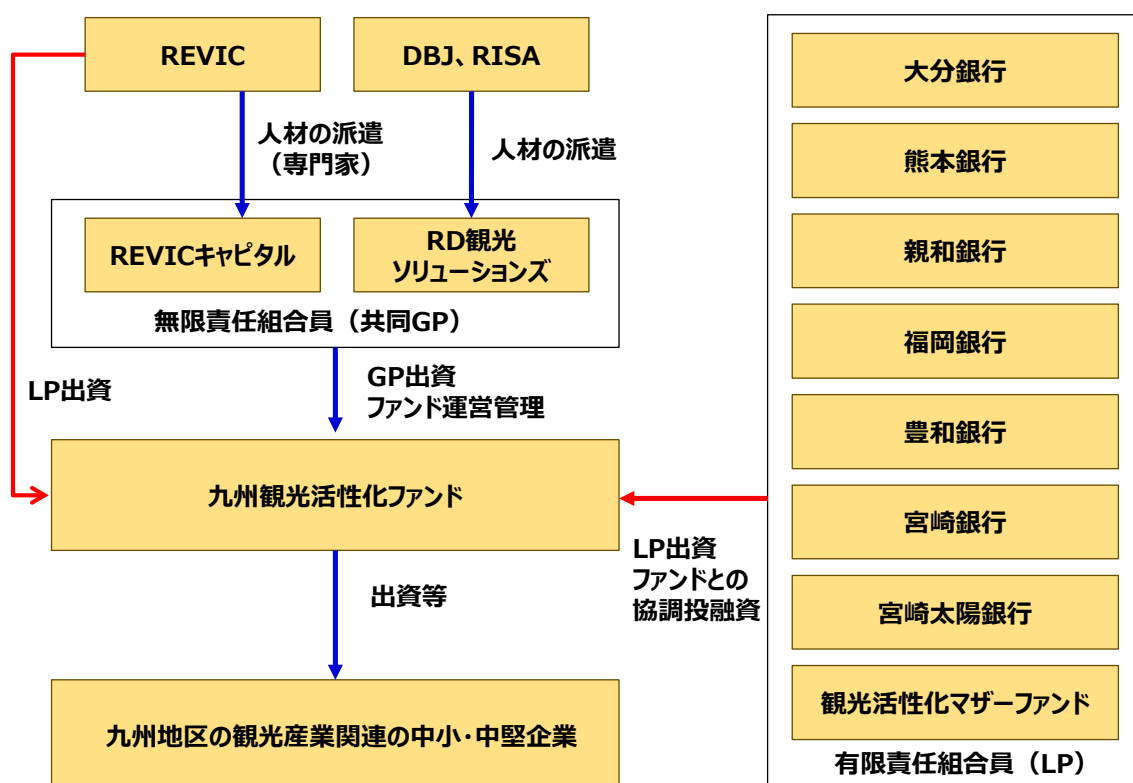 REVIC
DBJ、RISA
人材の派遣
（専門家）
人材の派遣
REVICキャピタル
RD観光
ソリューションズ
無限責任組合員（共同GP）
LP出資
GP出資
ファンド運営管理
九州観光活性化ファンド
出資等
九州地区の観光産業関連の中小・中堅企業
LP出資
ファンドとの
協調投融資
大分銀行
熊本銀行
親和銀行
福岡銀行
豊和銀行
宮崎銀行
宮崎太陽銀行
観光活性化マザーファンド
有限責任組合員（LP）